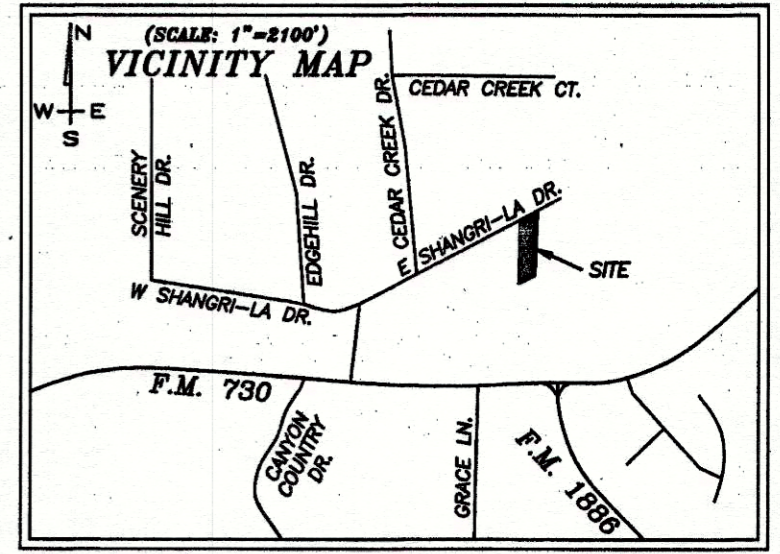 N
(SCALE: 1"=2100')
VICINITY MAP
W E
S
CEDAR CREEK CT.
CEDAR CREEK DR.
SCENERY
HILL DR.
EDGEHILL DR.
E SHANGRI-LA DR.
SITE
W SHANGRI-LA DR.
F.M. 730
CANYON
COUNTRY
DR.
GRACE LN.
F.M. 1886